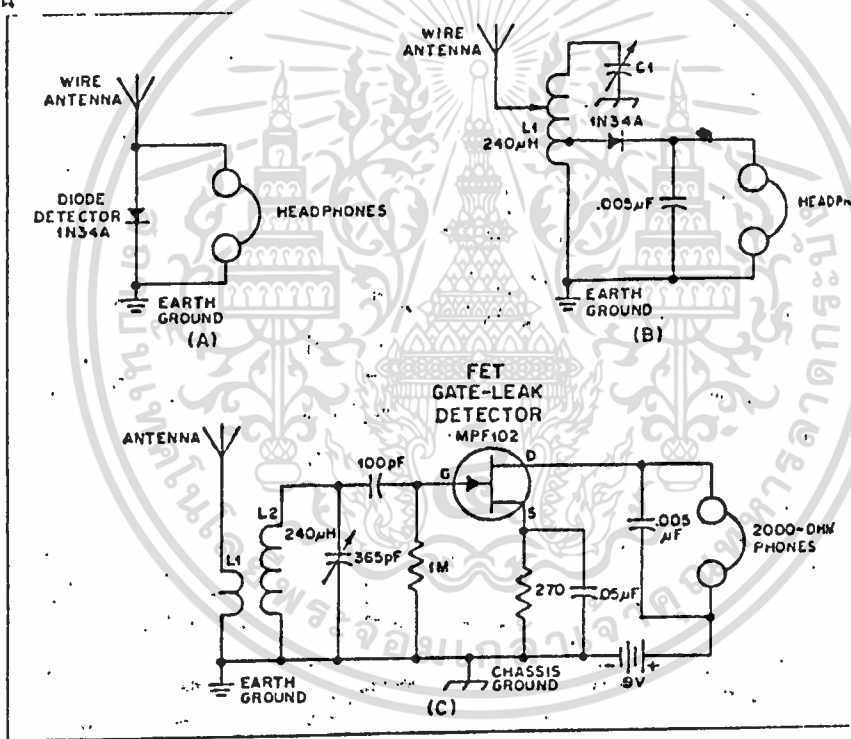 WIRE
ANTENNA
DIODE
DETECTOR
1N34A
HEADPHONES
EARTH
GROUND
(A)
WIRE
ANTENNA
C1
1N34A
L1
240µH
.005µF
HEADPH
EARTH
GROUND
(B)
FET
GATE-LEAK
DETECTOR
MPF102
ANTENNA
100pF
G
D
S
L2
240µH
365pF
L1
1M
270
.05µF
.005
µF
2000-OHM
PHONES
EARTH
GROUND
CHASSIS
GROUND
- +
9V
(C)